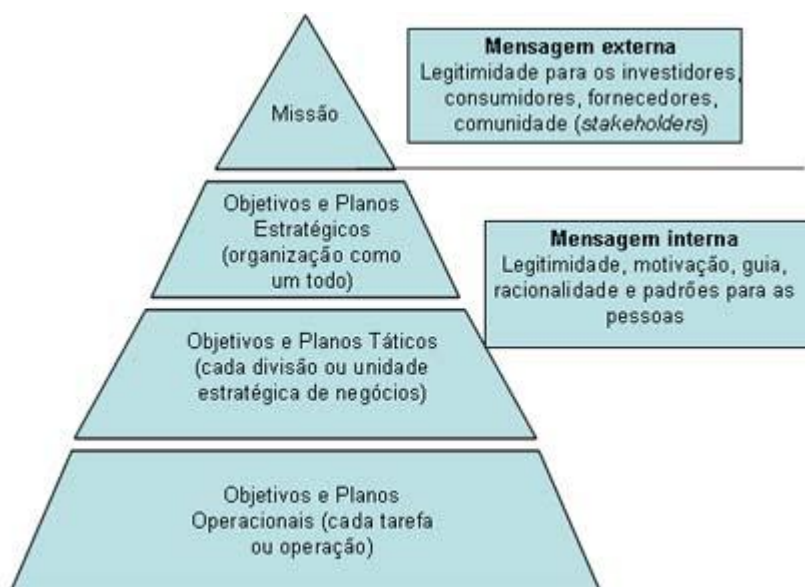 Missão
Mensagem externa
Legitimidade para os investidores,
consumidores, fornecedores,
comunidade (stakeholders)
Objetivos e Planos
Estratégicos
(organização como
um todo)
Mensagem interna
Legitimidade, motivação, guia,
racionalidade e padrões para as
pessoas
Objetivos e Planos Táticos
(cada divisão ou unidade
estratégica de negócios)
Objetivos e Planos
Operacionais (cada tarefa
ou operação)